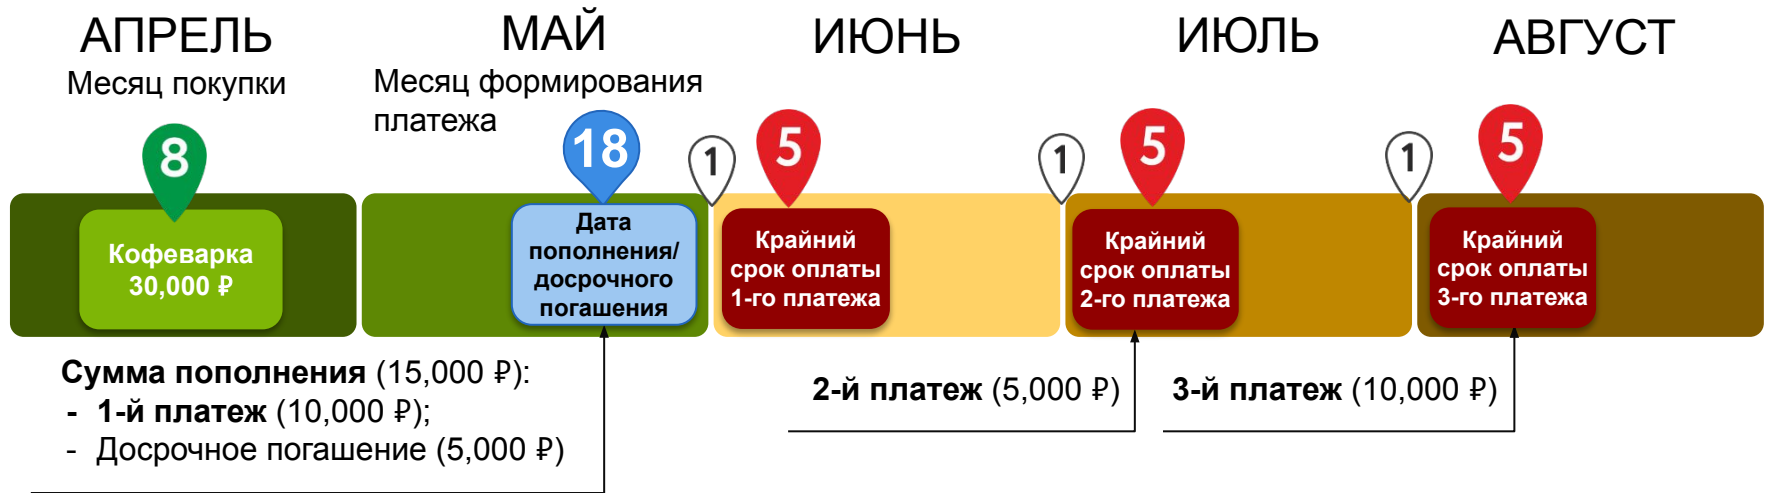 АПРЕЛЬ
Месяц покупки
МАЙ
Месяц формирования
платежа
ИЮНЬ
ИЮЛЬ
АВГУСТ
8
18
1
5
1
5
1
5
Кофеварка
30,000 ₽
Дата
пополнения/
досрочного
погашения
Крайний
срок оплаты
1-го платежа
Крайний
срок оплаты
2-го платежа
Крайний
срок оплаты
3-го платежа
Сумма пополнения (15,000 ₽):
- 1-й платеж (10,000 ₽);
- Досрочное погашение (5,000 ₽)
2-й платеж (5,000 ₽)
3-й платеж (10,000 ₽)